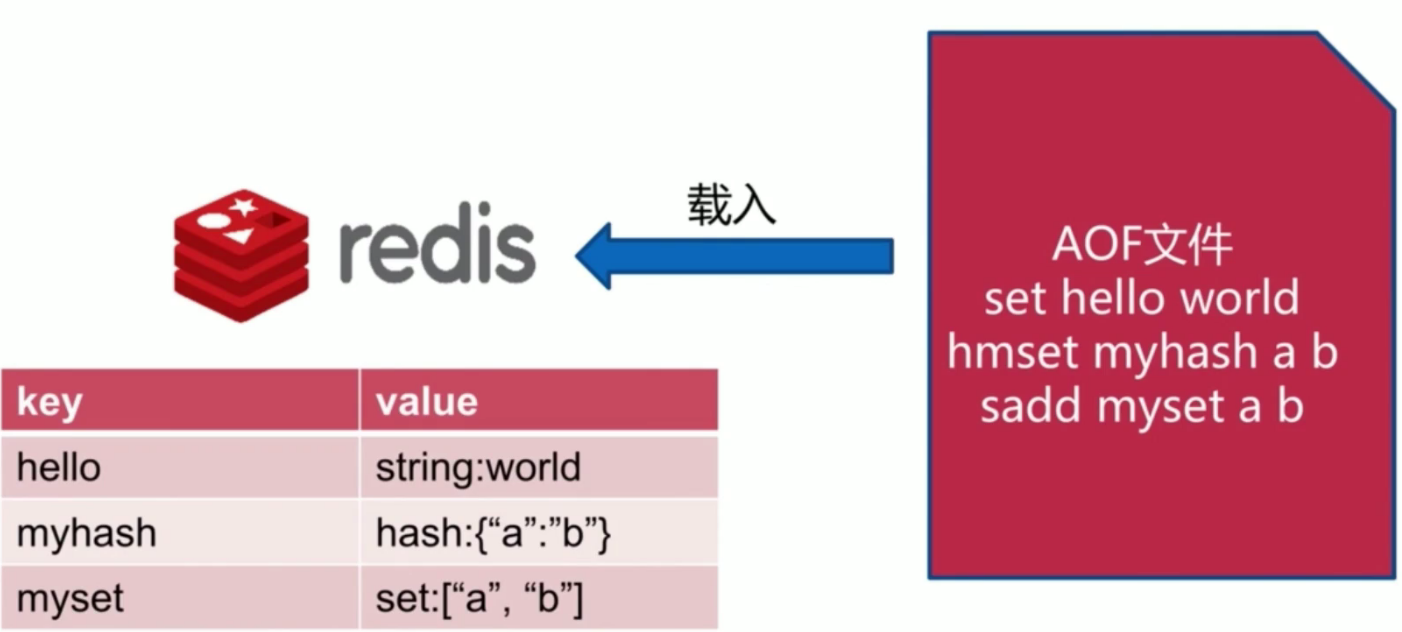 载入
redis
AOF文件
set hello world
hmset myhash a b
sadd myset a b
key value
hello string:world
myhash hash:{“a”:”b”}
myset set:[“a”, “b”]